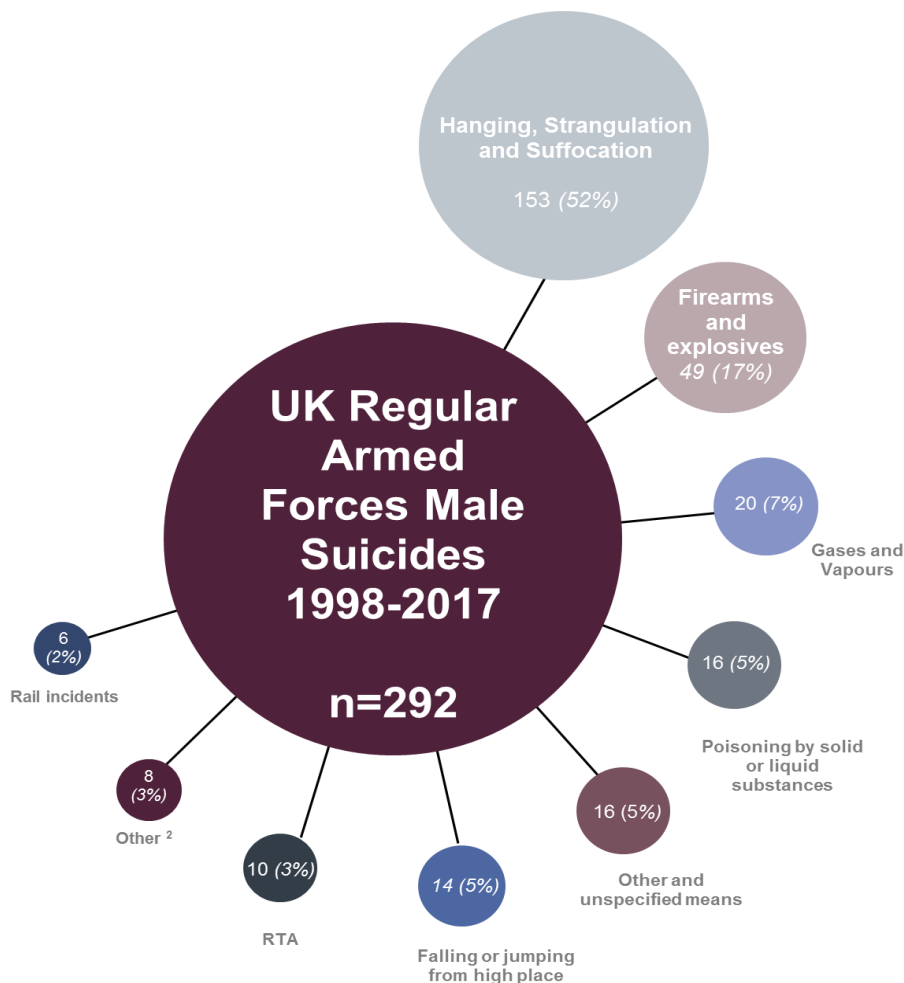 Hanging, Strangulation
and Suffocation
153 (52%)
Firearms
and
explosives
49 (17%)
UK Regular
Armed
Forces Male
Suicides
1998-2017
n=292
20 (7%)
Gases and
Vapours
16 (5%)
Poisoning by solid
or liquid
substances
16 (5%)
Other and
unspecified means
14 (5%)
Falling or jumping
from high place
10 (3%)
RTA
8
(3%)
Other 2
6
(2%)
Rail incidents